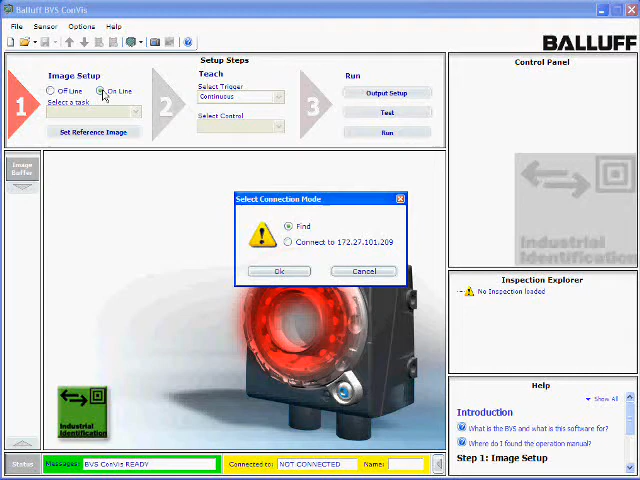 Balluff BVS ConVis
File Sensor Options Help
BALLUFF
Setup Steps
1
Image Setup
Off Line On Line
Select a task
Set Reference Image
2
Teach
Select Trigger
Continuous
Select Control
3
Run
Output Setup
Test
Run
Control Panel
Industrial
Identification
Image
Buffer
Select Connection Mode
Find
Connect to 172.27.101.209
Ok Cancel
Industrial
Identification
Inspection Explorer
No Inspection loaded
Help
Show All
Introduction
What is the BVS and what is this software for?
Where do I found the operation manual?
Step 1: Image Setup
Status Messages: BVS ConVis READY Connected to: NOT CONNECTED Name: